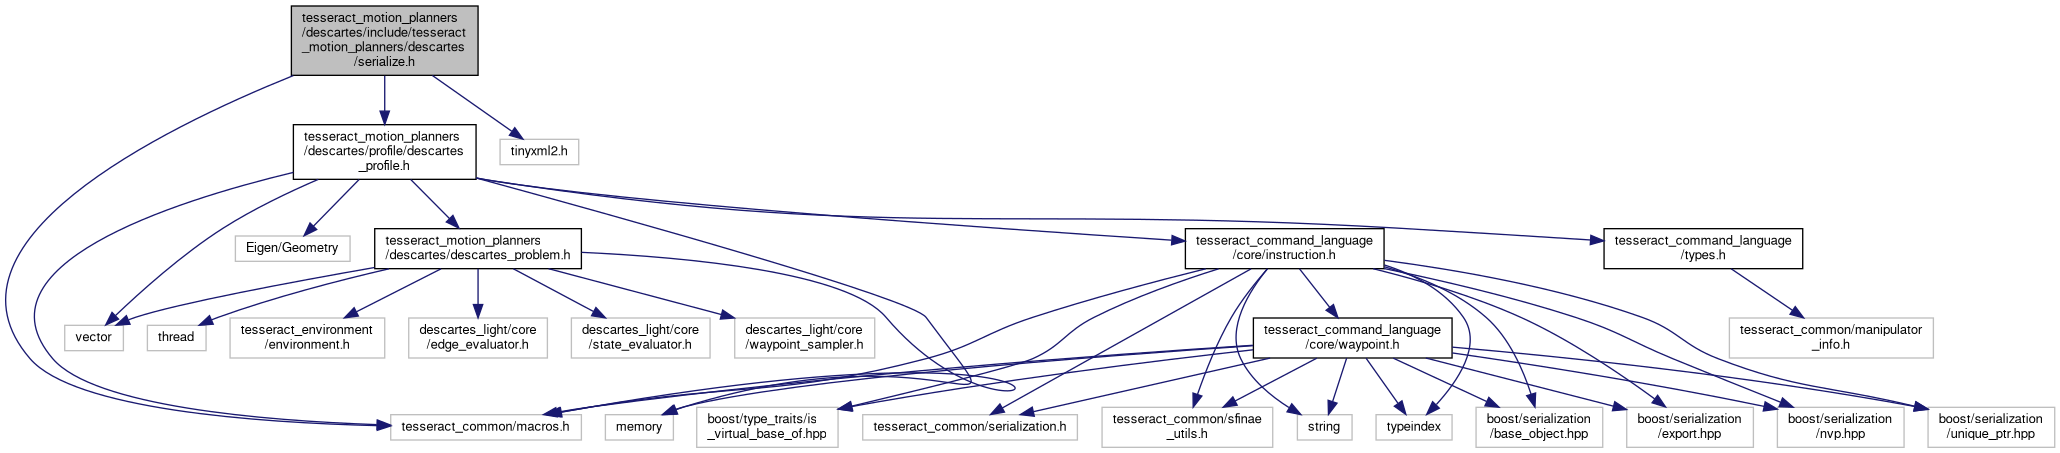 tesseract_motion_planners
/descartes/include/tesseract
_motion_planners/descartes
/serialize.h
tesseract_motion_planners
/descartes/profile/descartes
_profile.h
tinyxml2.h
Eigen/Geometry
tesseract_motion_planners
/descartes/descartes_problem.h
tesseract_command_language
/core/instruction.h
tesseract_command_language
/types.h
vector
thread
tesseract_environment
/environment.h
descartes_light/core
/edge_evaluator.h
descartes_light/core
/state_evaluator.h
descartes_light/core
/waypoint_sampler.h
tesseract_command_language
/core/waypoint.h
tesseract_common/manipulator
_info.h
tesseract_common/macros.h
memory
boost/type_traits/is
_virtual_base_of.hpp
tesseract_common/serialization.h
tesseract_common/sfinae
_utils.h
string
typeindex
boost/serialization
/base_object.hpp
boost/serialization
/export.hpp
boost/serialization
/nvp.hpp
boost/serialization
/unique_ptr.hpp